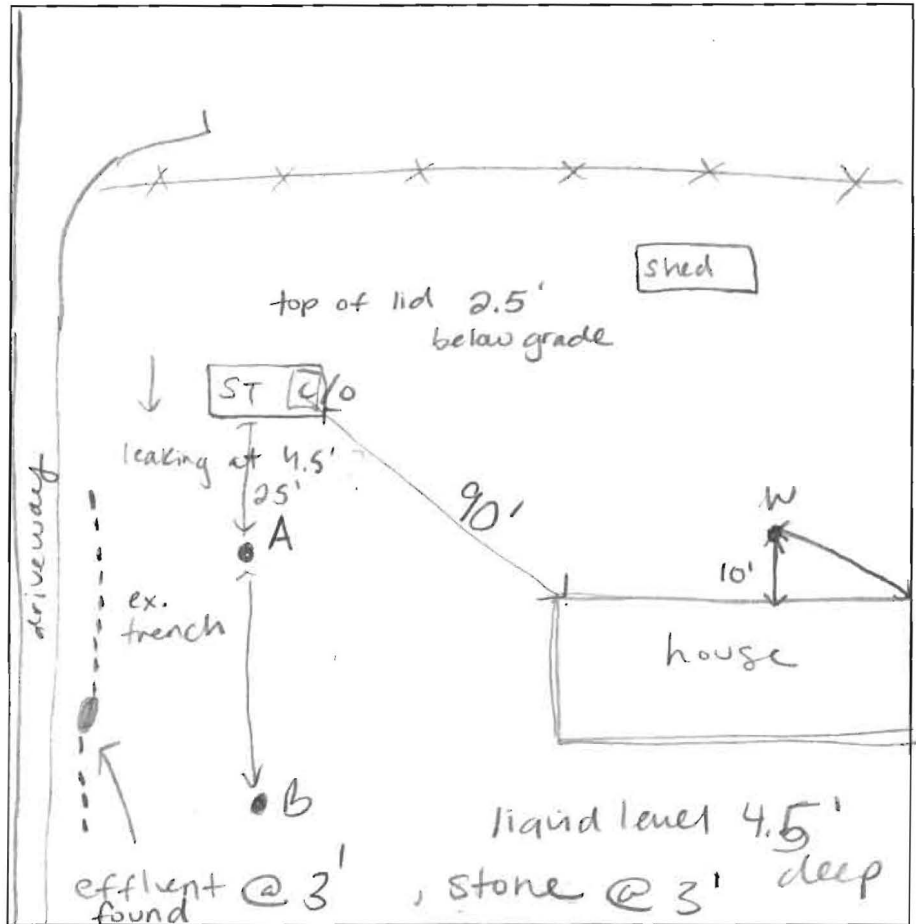 shed
top of lid 2.5'
below grade
ST C/O
leaking at 4.5'
25'
A
90'
W
10'
driveway
ex.
trench
house
B
liquid level 4.5'
deep
effluent @ 3' , stone @ 3'
found